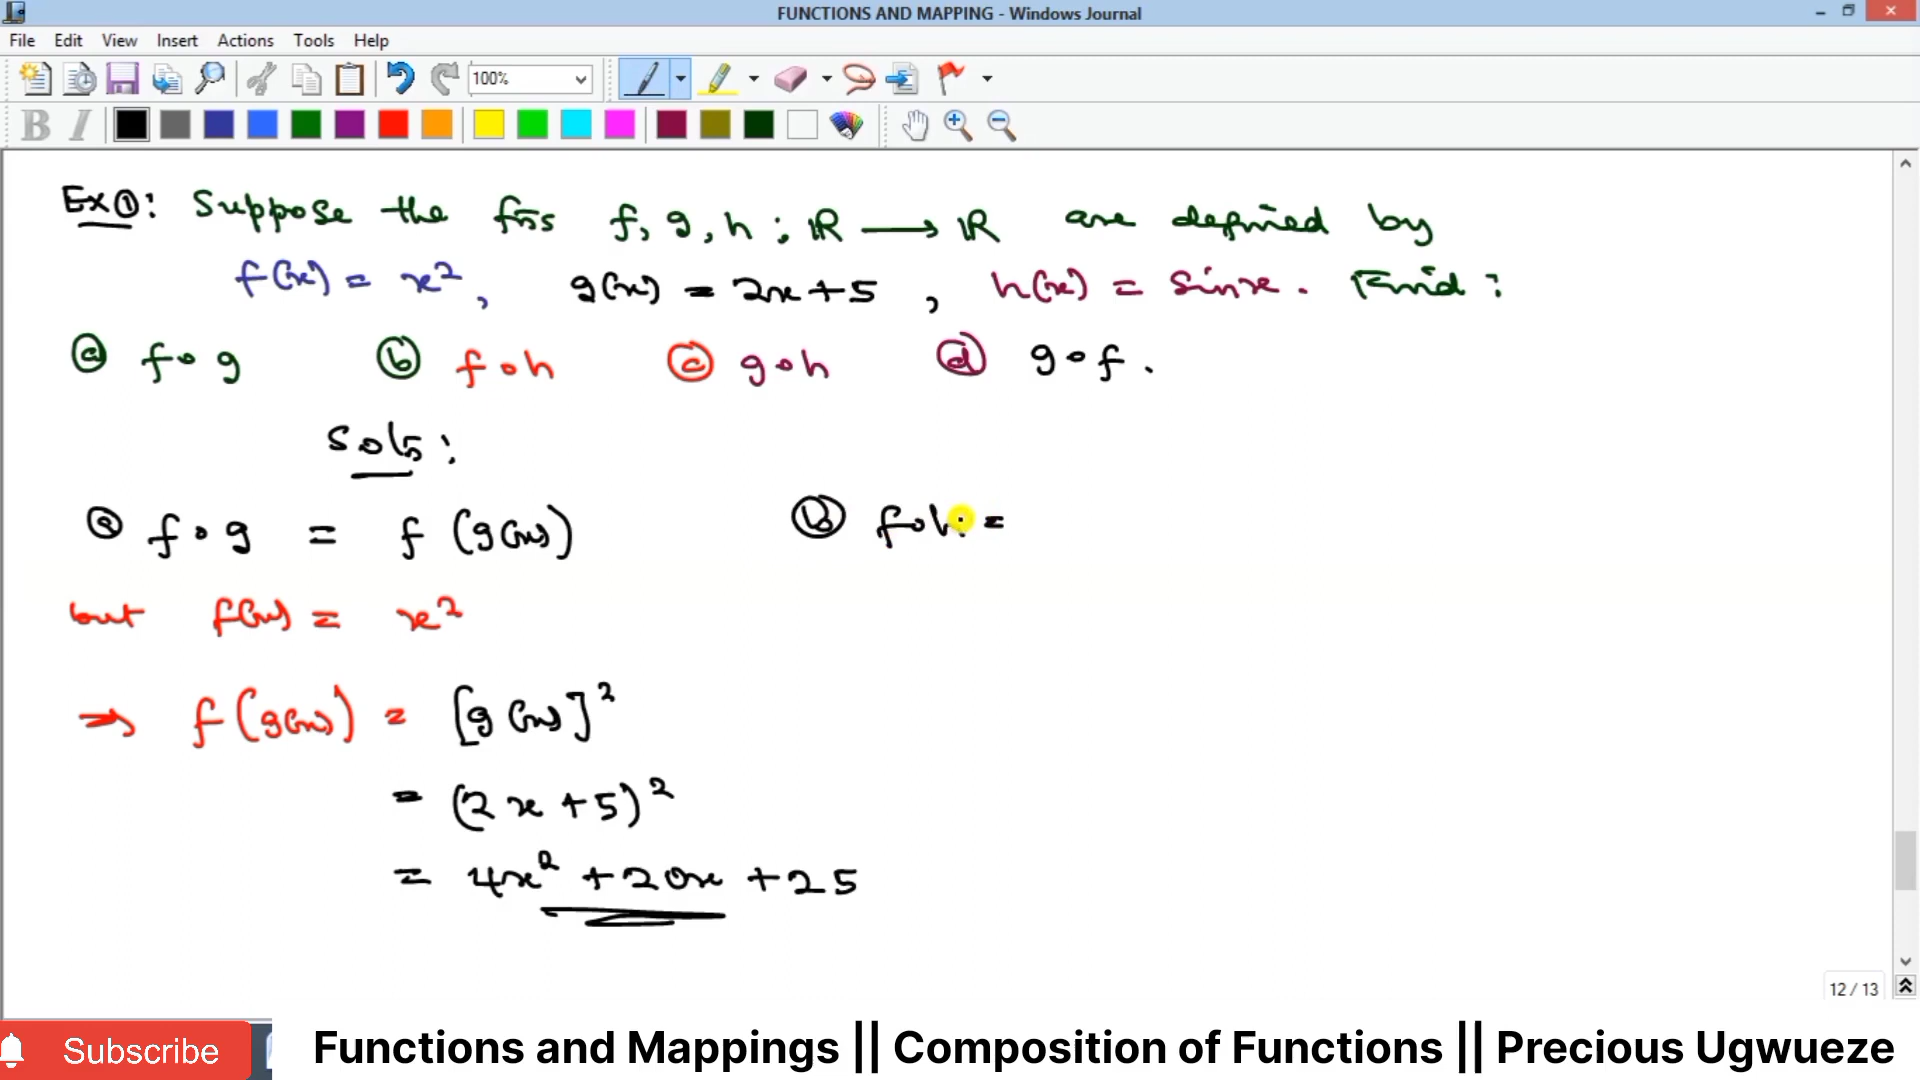 FUNCTIONS AND MAPPING - Windows Journal
File Edit View Insert Actions Tools Help
100%
B I
Ex①: Suppose the fns f, g, h : ℝ → ℝ are defined by
f(x) = x², g(x) = 2x+5, h(x) = sinx. Find :
ⓐ f∘g ⓑ f∘h ⓒ g∘h ⓓ g∘f.
Soln:
ⓐ f∘g = f(g(x))
ⓑ f∘h =
but f(x) = x²
⇒ f(g(x)) = [g(x)]²
= (2x+5)²
= 4x² + 20x + 25
12 / 13
Subscribe
Functions and Mappings || Composition of Functions || Precious Ugwueze